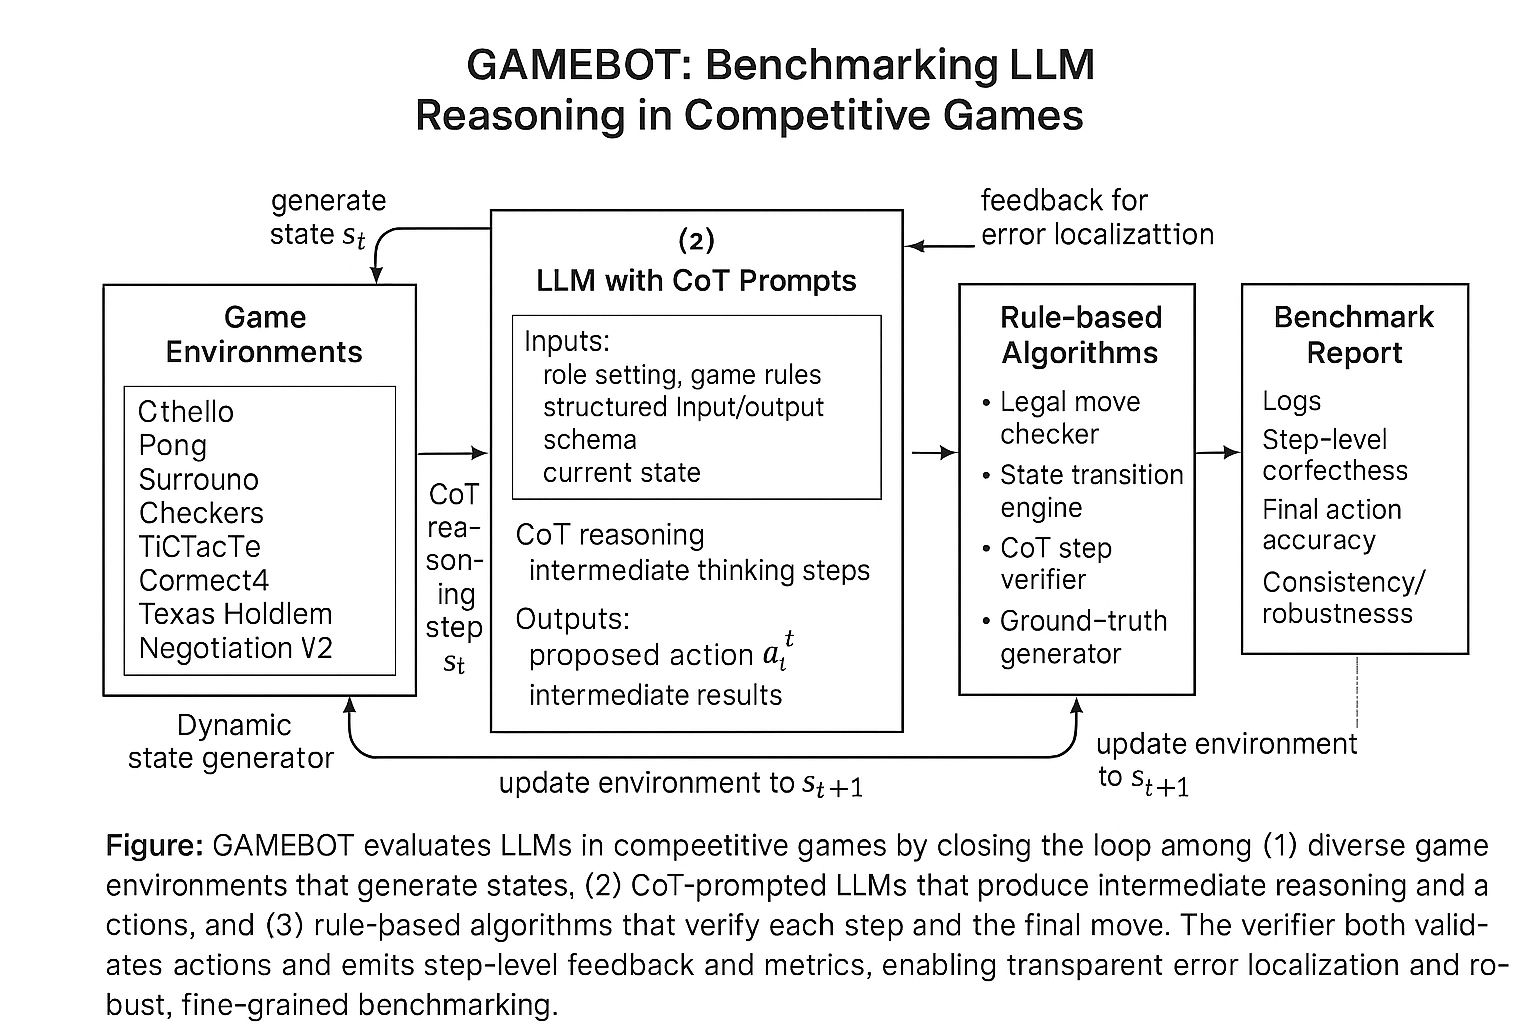 GAMEBOT: Benchmarking LLM
Reasoning in Competitive Games
generate
state s_t
feedback for
error localizattion
Game
Environments
Cthello
Pong
Surrouno
Checkers
TiCTacTe
Cormect4
Texas Holdlem
Negotiation V2
Dynamic
state generator
CoT
rea-
son-
ing
step
s_t
(2)
LLM with CoT Prompts
Inputs:
role setting, game rules
structured Input/output
schema
current state
CoT reasoning
intermediate thinking steps
Outputs:
proposed action a_t^t
intermediate results
Rule-based
Algorithms
• Legal move
checker
• State transition
engine
• CoT step
verifier
• Ground-truth
generator
Benchmark
Report
Logs
Step-level
corfecthess
Final action
accuracy
Consistency/
robustnesss
update environment to s_{t+1}
update environment
to s_{t+1}
Figure: GAMEBOT evaluates LLMs in compeetitive games by closing the loop among (1) diverse game
environments that generate states, (2) CoT-prompted LLMs that produce intermediate reasoning and a
ctions, and (3) rule-based algorithms that verify each step and the final move. The verifier both valid-
ates actions and emits step-level feedback and metrics, enabling transparent error localization and ro-
bust, fine-grained benchmarking.